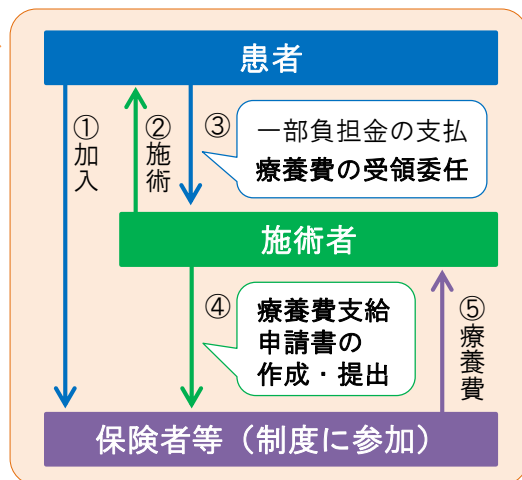 患者
①加入
②施術
③
一部負担金の支払
療養費の受領委任
施術者
④
療養費支給
申請書の
作成・提出
⑤療養費
保険者等（制度に参加）